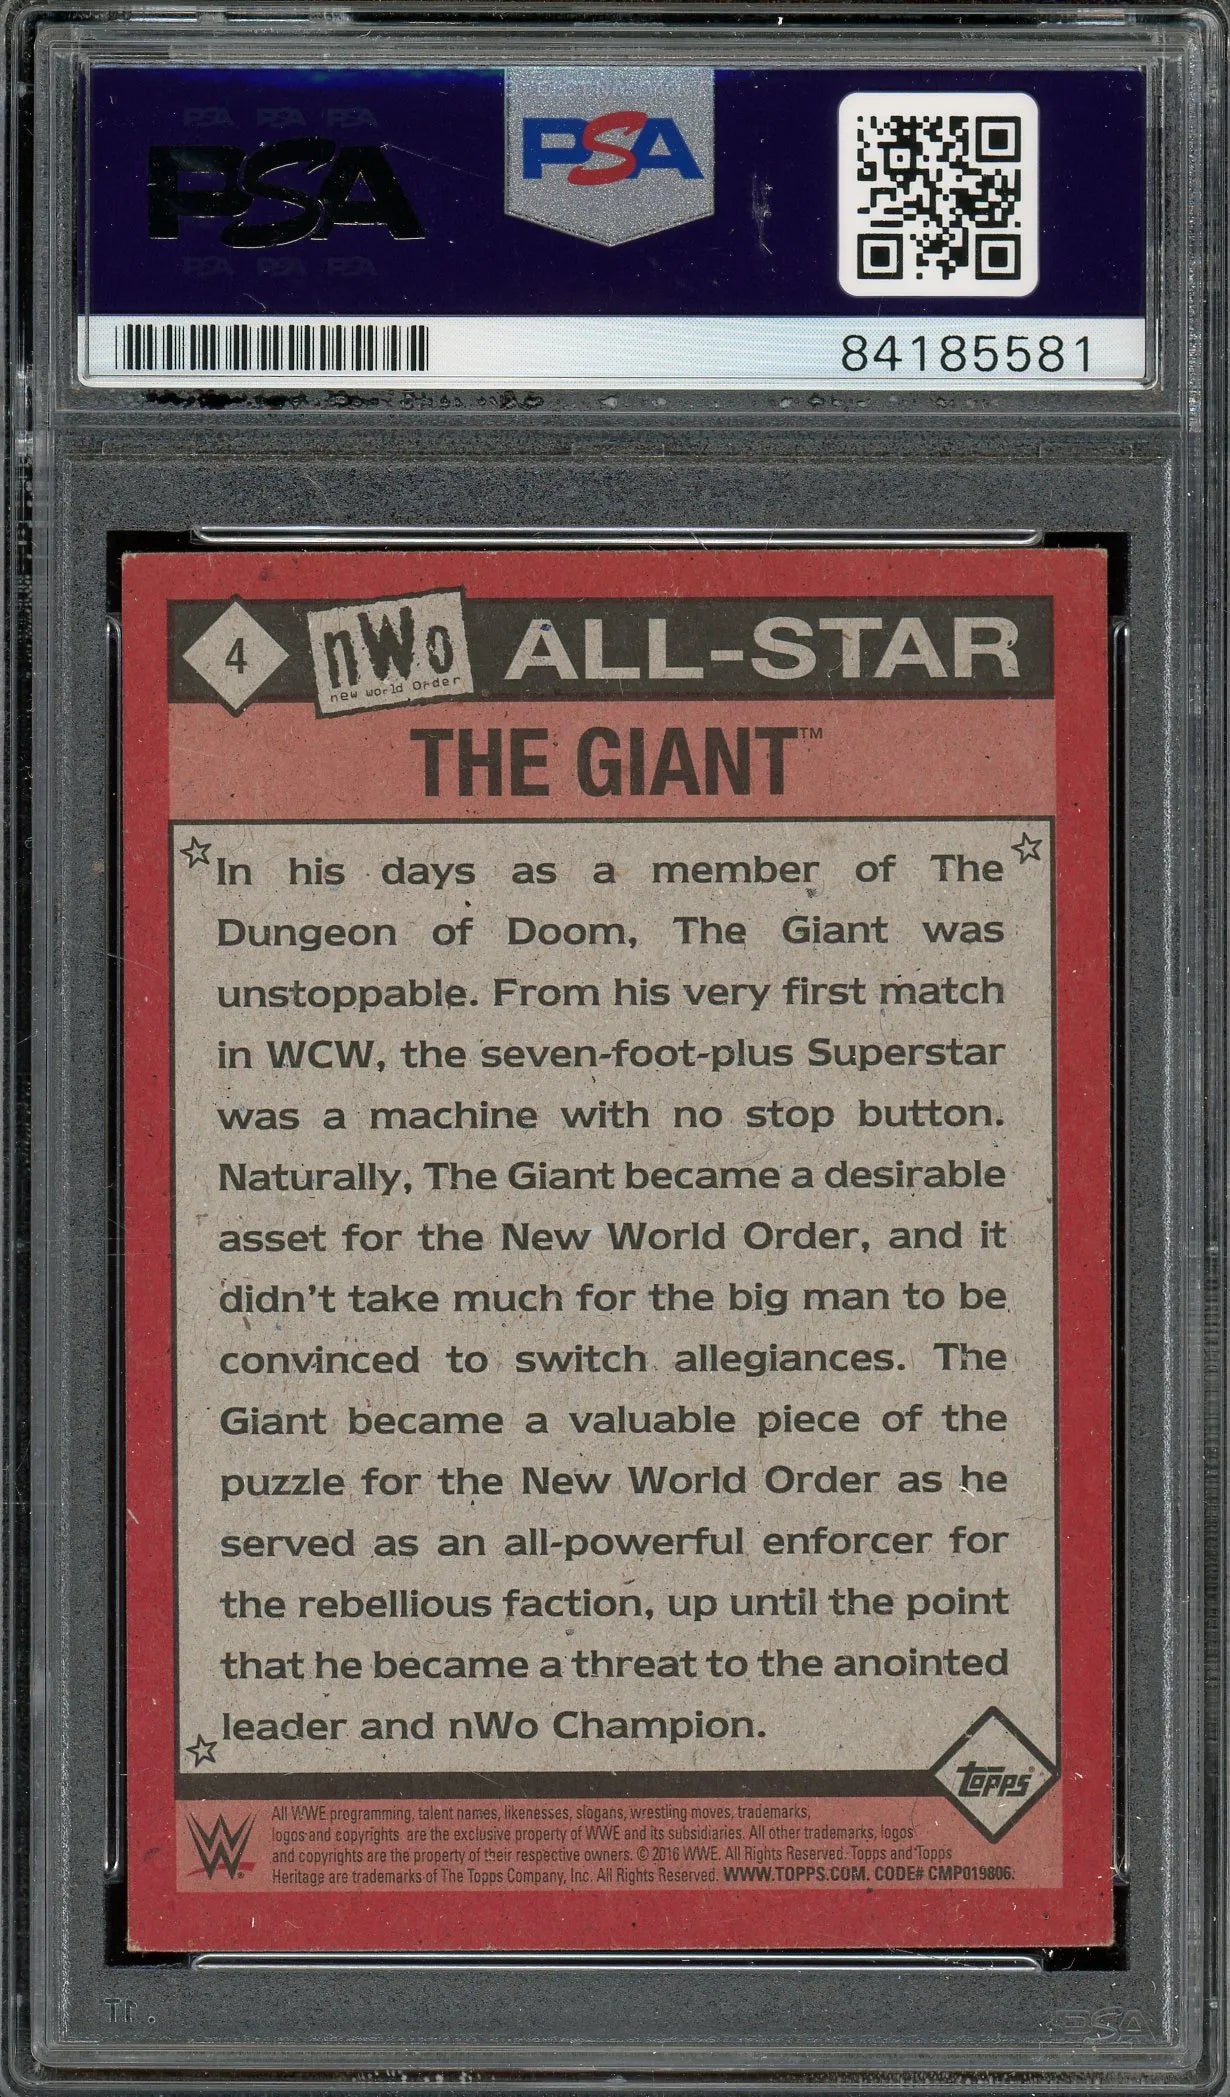 PSA PSA PSA
PSA
PSA PSA PSA
PSA
84185581
4
nWo
new world Order
ALL-STAR
THE GIANT™
In his days as a member of The
Dungeon of Doom, The Giant was
unstoppable. From his very first match
in WCW, the seven-foot-plus Superstar
was a machine with no stop button.
Naturally, The Giant became a desirable
asset for the New World Order, and it
didn't take much for the big man to be
convinced to switch allegiances. The
Giant became a valuable piece of the
puzzle for the New World Order as he
served as an all-powerful enforcer for
the rebellious faction, up until the point
that he became a threat to the anointed
leader and nWo Champion.
topps®
W
All WWE programming, talent names, likenesses, slogans, wrestling moves, trademarks,
logos and copyrights are the exclusive property of WWE and its subsidiaries. All other trademarks, logos
and copyrights are the property of their respective owners. © 2016 WWE. All Rights Reserved. Topps and Topps
Heritage are trademarks of The Topps Company, Inc. All Rights Reserved. WWW.TOPPS.COM. CODE# CMP019806.
PSA